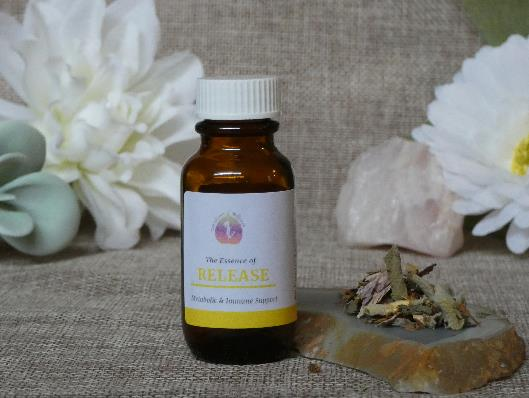 The Essence of
RELEASE
Metabolic & Immune Support